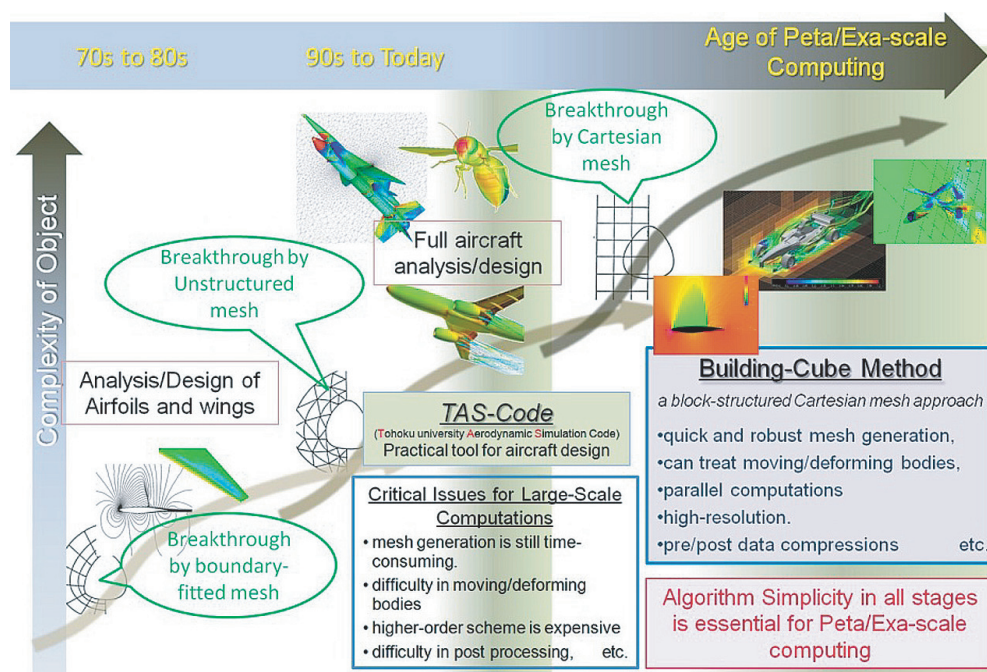 70s to 80s
90s to Today
Age of Peta/Exa-scale
Computing
Complexity of Object
Breakthrough
by Cartesian
mesh
Full aircraft
analysis/design
Breakthrough by
Unstructured
mesh
Analysis/Design of
Airfoils and wings
TAS-Code
(Tohoku university Aerodynamic Simulation Code)
Practical tool for aircraft design
Breakthrough
by boundary-
fitted mesh
Critical Issues for Large-Scale
Computations
• mesh generation is still time-
consuming.
• difficulty in moving/deforming
bodies
• higher-order scheme is expensive
• difficulty in post processing, etc.
Building-Cube Method
a block-structured Cartesian mesh approach
•quick and robust mesh generation,
•can treat moving/deforming bodies,
•parallel computations
•high-resolution.
•pre/post data compressions etc.
Algorithm Simplicity in all stages
is essential for Peta/Exa-scale
computing